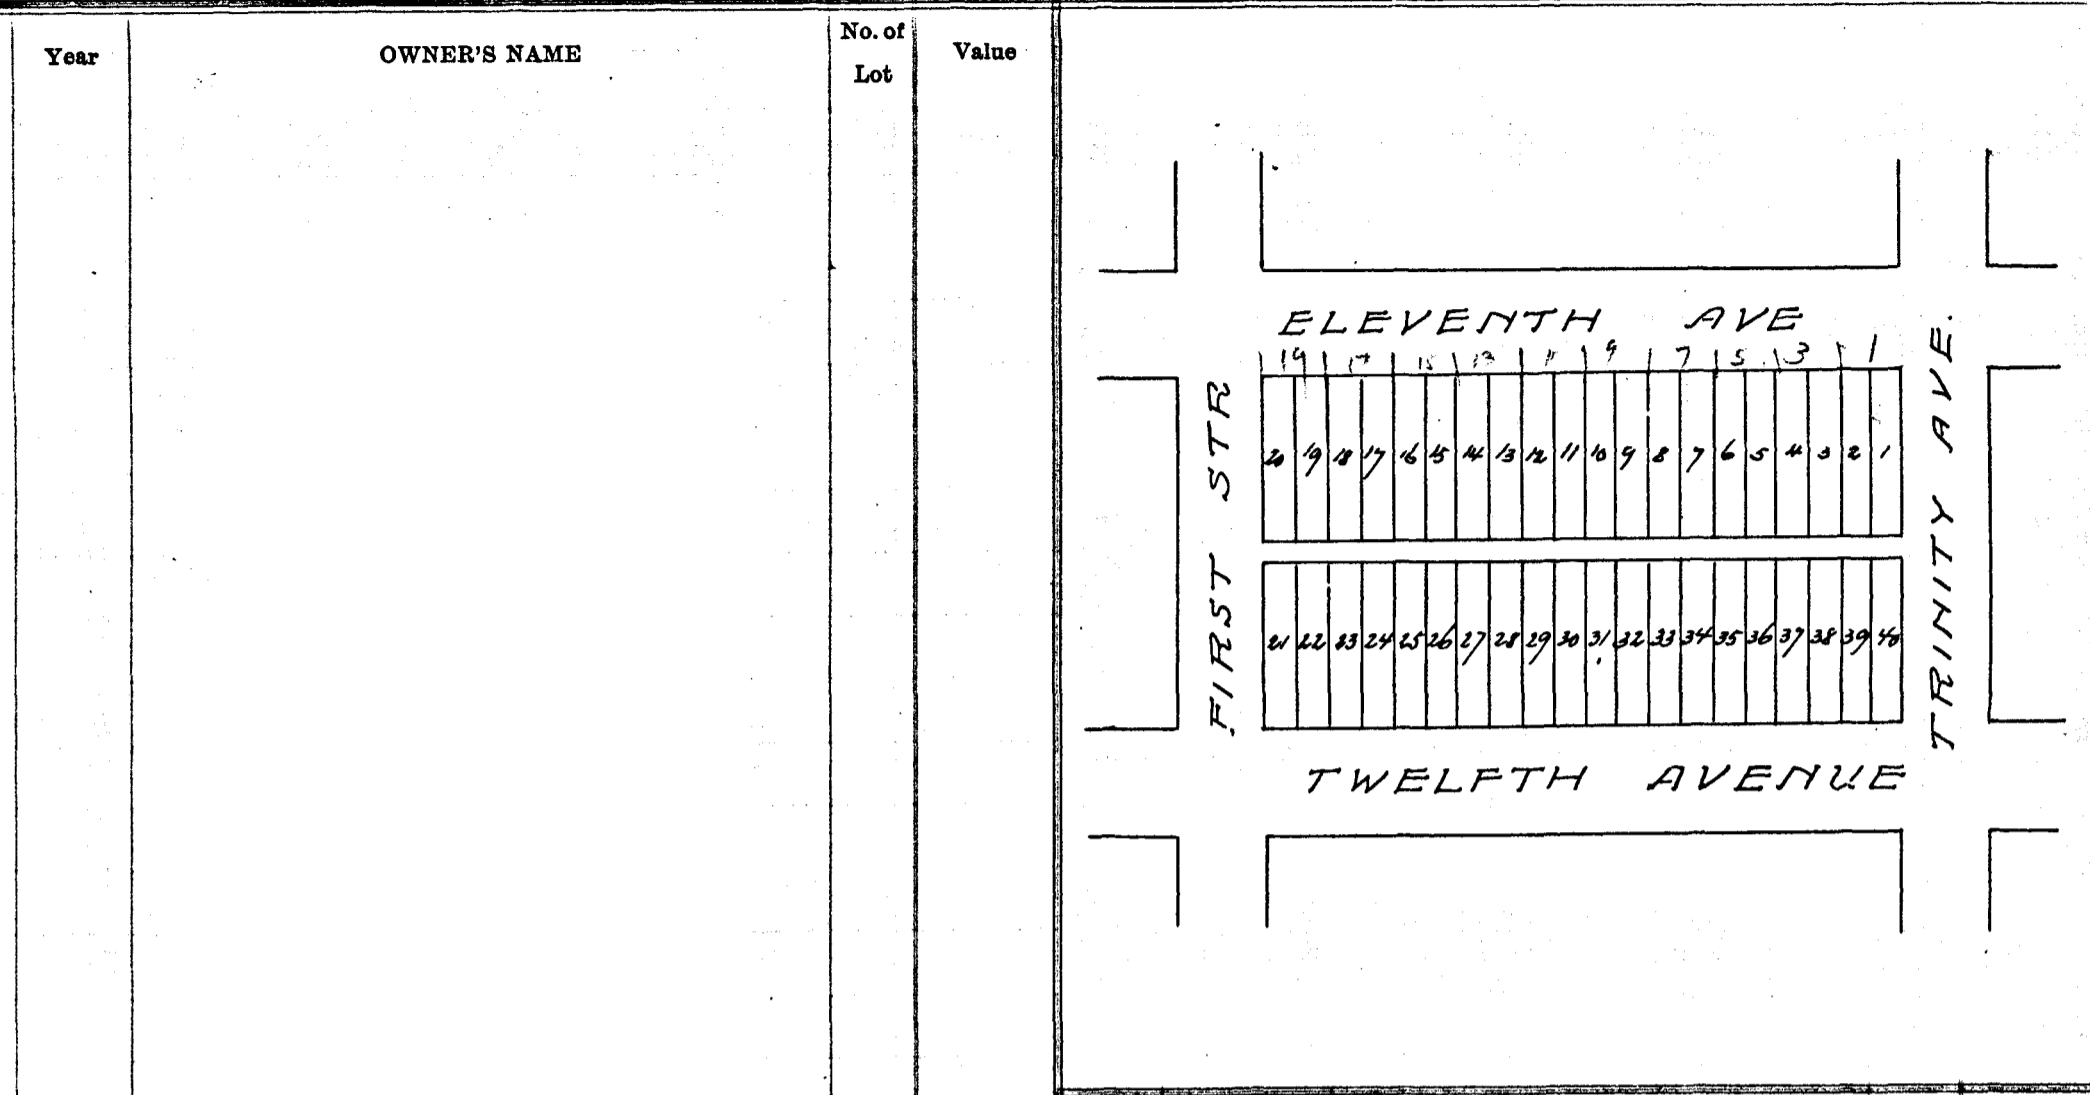 Year OWNER'S NAME No. of Lot Value
ELEVENTH AVE
19 17 15 13 11 9 7 5 3 1
20 19 18 17 16 15 14 13 12 11 10 9 8 7 6 5 4 3 2 1
21 22 23 24 25 26 27 28 29 30 31 32 33 34 35 36 37 38 39 40
FIRST STR
TRINITY AVE.
TWELFTH AVENUE